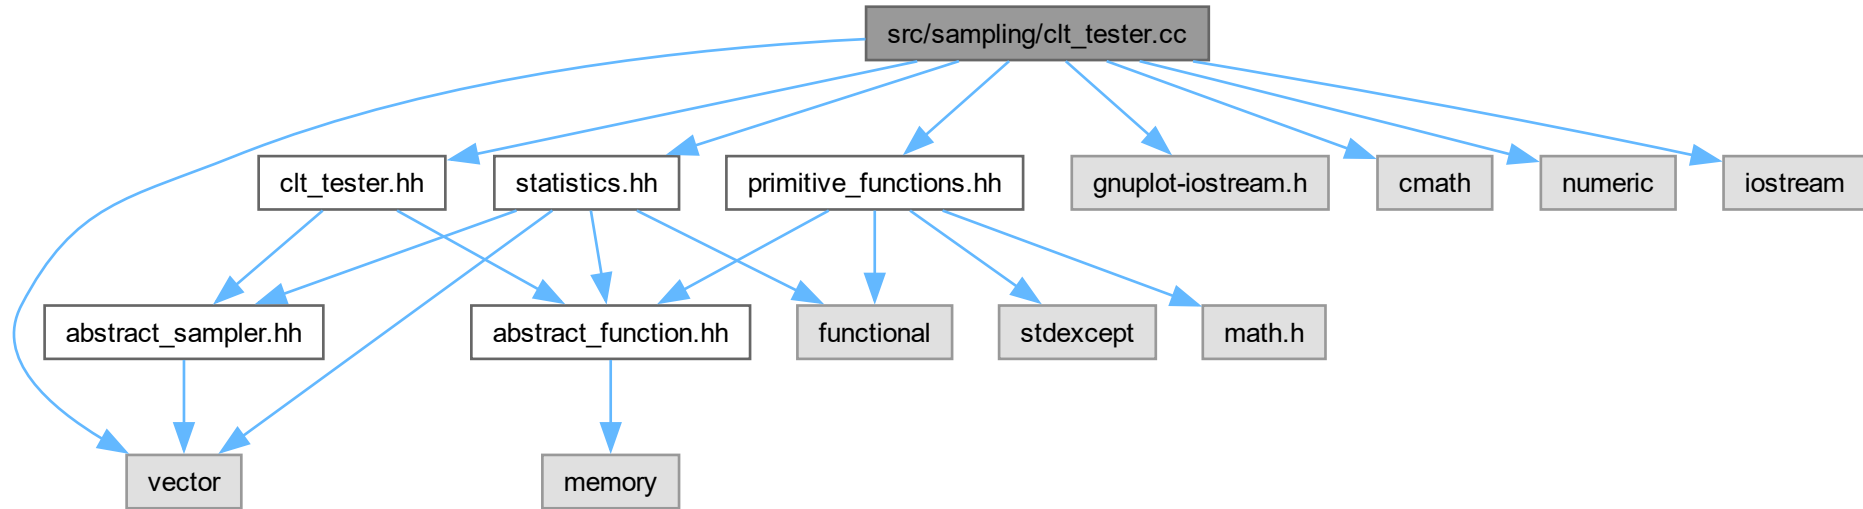 src/sampling/clt_tester.cc
clt_tester.hh
statistics.hh
primitive_functions.hh
gnuplot-iostream.h
cmath
numeric
iostream
abstract_sampler.hh
abstract_function.hh
functional
stdexcept
math.h
vector
memory